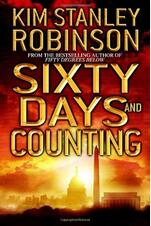 KIM STANLEY
ROBINSON
FROM THE BESTSELLING AUTHOR OF
FIFTY DEGREES BELOW
SIXTY
DAYS AND
COUNTING